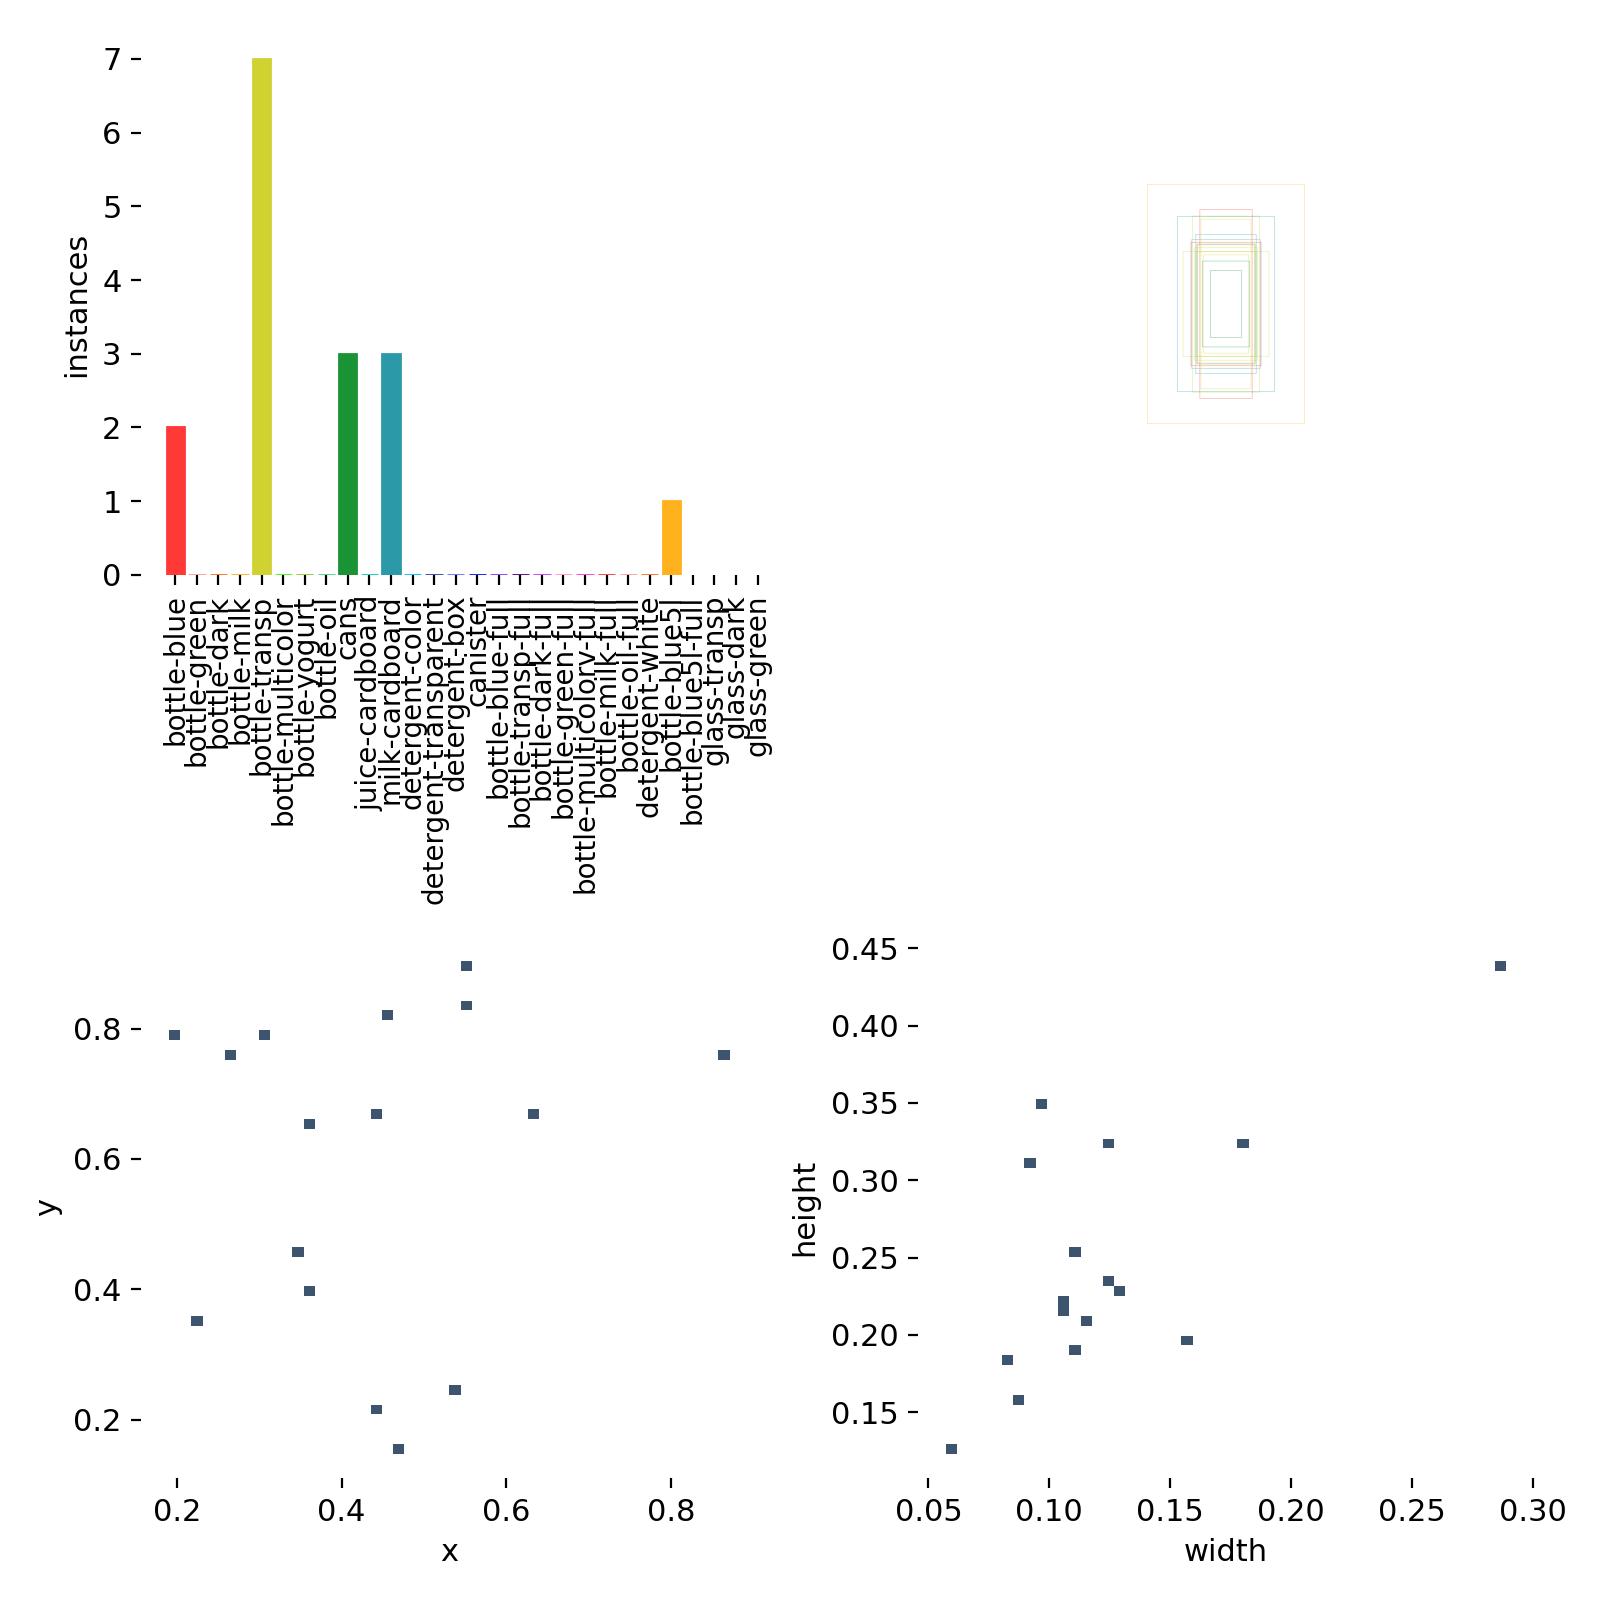 7
6
5
4
3
2
1
0
instances
bottle-blue
bottle-green
bottle-dark
bottle-milk
bottle-transp
bottle-multicolor
bottle-yogurt
bottle-oil
cans
juice-cardboard
milk-cardboard
detergent-color
detergent-transparent
detergent-box
canister
bottle-blue-full
bottle-transp-full
bottle-dark-full
bottle-green-full
bottle-multicolorv-full
bottle-milk-full
bottle-oil-full
detergent-white
bottle-blue5l
bottle-blue5l-full
glass-transp
glass-dark
glass-green
0.8
0.6
0.4
0.2
y
0.2 0.4 0.6 0.8
x
0.45
0.40
0.35
0.30
0.25
0.20
0.15
height
0.05 0.10 0.15 0.20 0.25 0.30
width